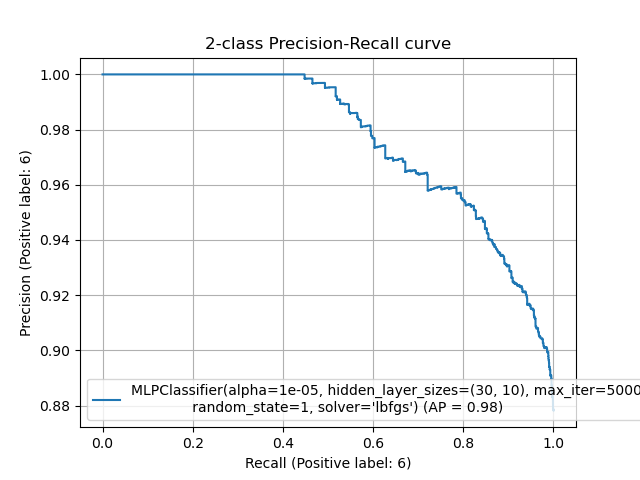 2-class Precision-Recall curve
1.00
0.98
0.96
0.94
0.92
0.90
0.88
Precision (Positive label: 6)
MLPClassifier(alpha=1e-05, hidden_layer_sizes=(30, 10), max_iter=5000
random_state=1, solver='lbfgs') (AP = 0.98)
0.0 0.2 0.4 0.6 0.8 1.0
Recall (Positive label: 6)